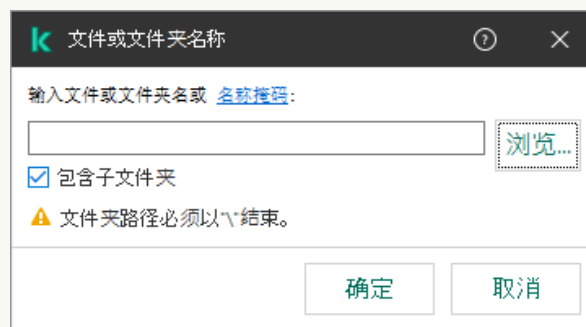 文件或文件夹名称
输入文件或文件夹名或 名称掩码:
浏览...
包含子文件夹
文件夹路径必须以"\"结束。
确定 取消